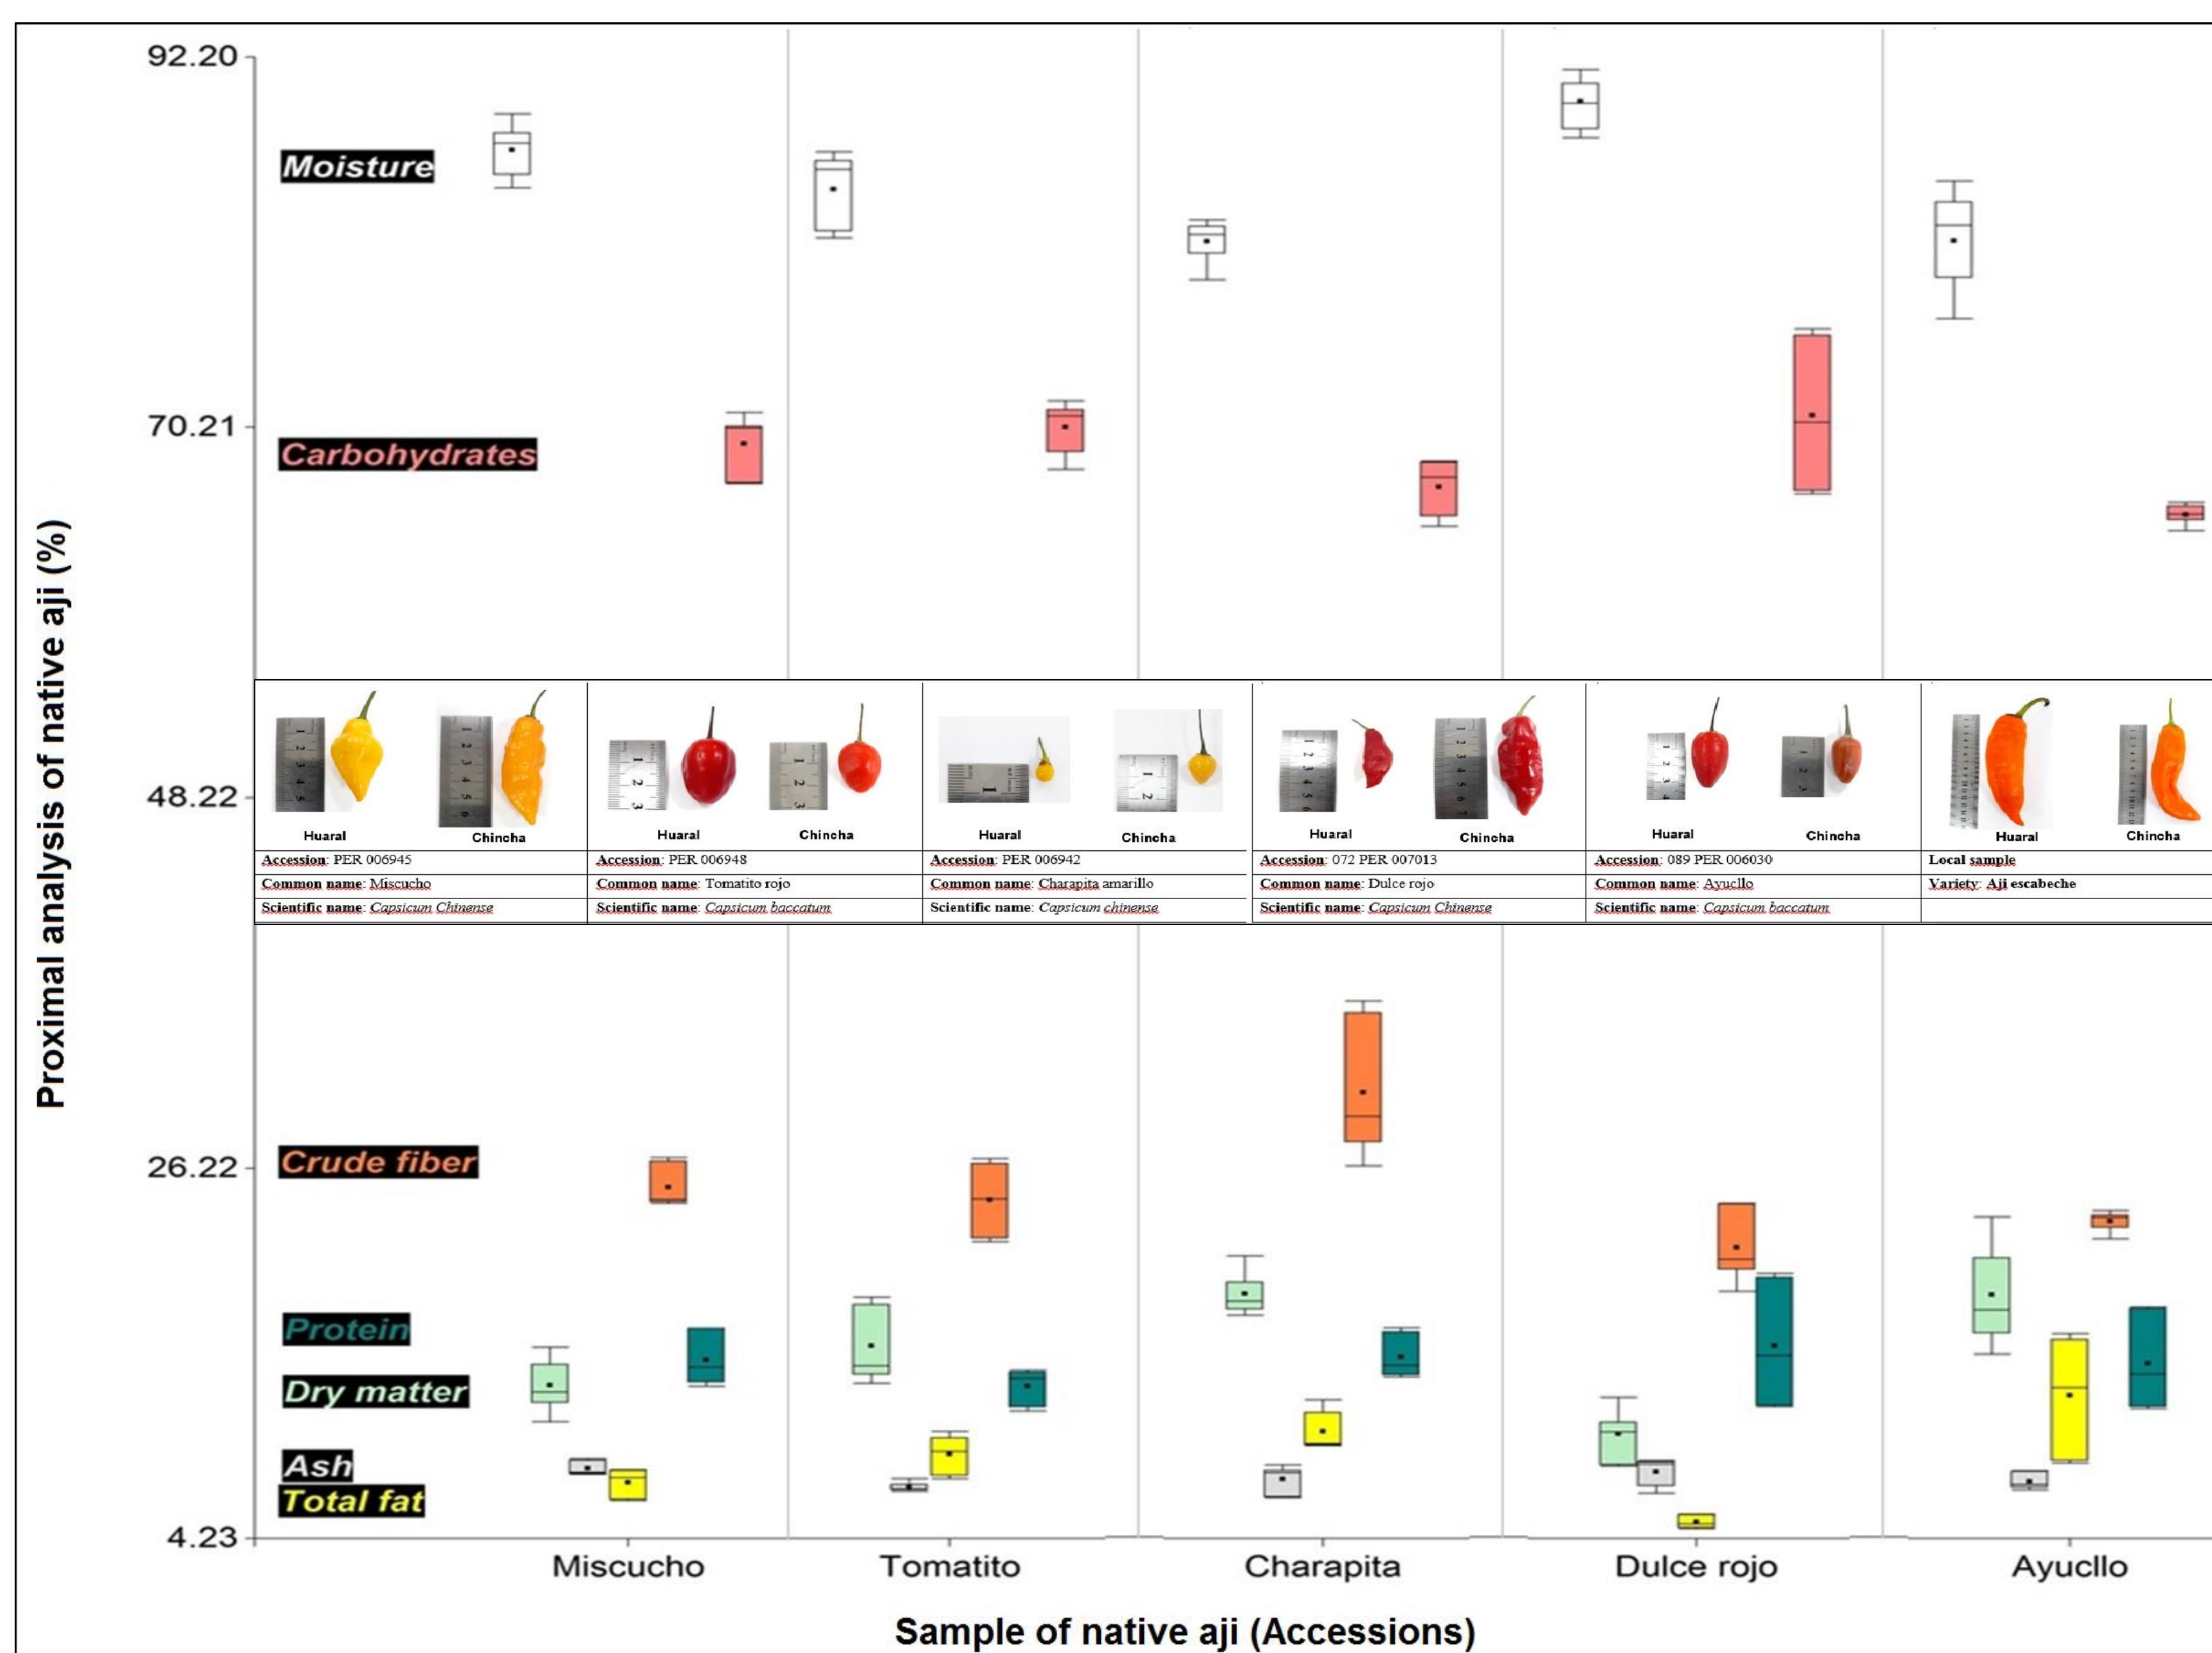 92.20
Moisture
70.21
Carbohydrates
Proximal analysis of native aji (%)
48.22
Huaral Chincha Huaral Chincha Huaral Chincha Huaral Chincha Huaral Chincha Huaral Chincha
Accession: PER 006945 Accession: PER 006948 Accession: PER 006942 Accession: 072 PER 007013 Accession: 089 PER 006030 Local sample
Common name: Miscucho Common name: Tomatito rojo Common name: Charapita amarillo Common name: Dulce rojo Common name: Ayucllo Variety: Aji escabeche
Scientific name: Capsicum Chinense Scientific name: Capsicum baccatum Scientific name: Capsicum chinense Scientific name: Capsicum Chinense Scientific name: Capsicum baccatum
26.22
Crude fiber
Protein
Dry matter
Ash
Total fat
4.23
Miscucho Tomatito Charapita Dulce rojo Ayucllo
Sample of native aji (Accessions)